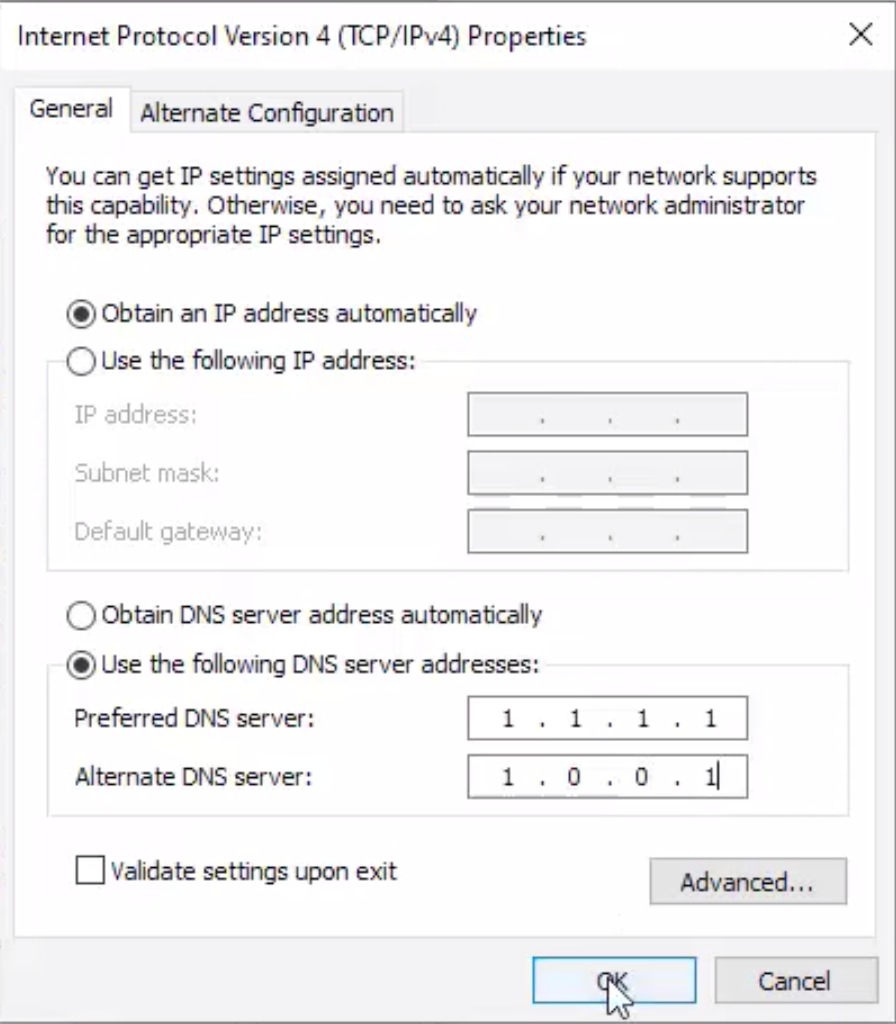 Internet Protocol Version 4 (TCP/IPv4) Properties
General
Alternate Configuration
You can get IP settings assigned automatically if your network supports
this capability. Otherwise, you need to ask your network administrator
for the appropriate IP settings.
Obtain an IP address automatically
Use the following IP address:
IP address: . . .
Subnet mask: . . .
Default gateway: . . .
Obtain DNS server address automatically
Use the following DNS server addresses:
Preferred DNS server: 1 . 1 . 1 . 1
Alternate DNS server: 1 . 0 . 0 . 1
Validate settings upon exit
Advanced...
OK
Cancel